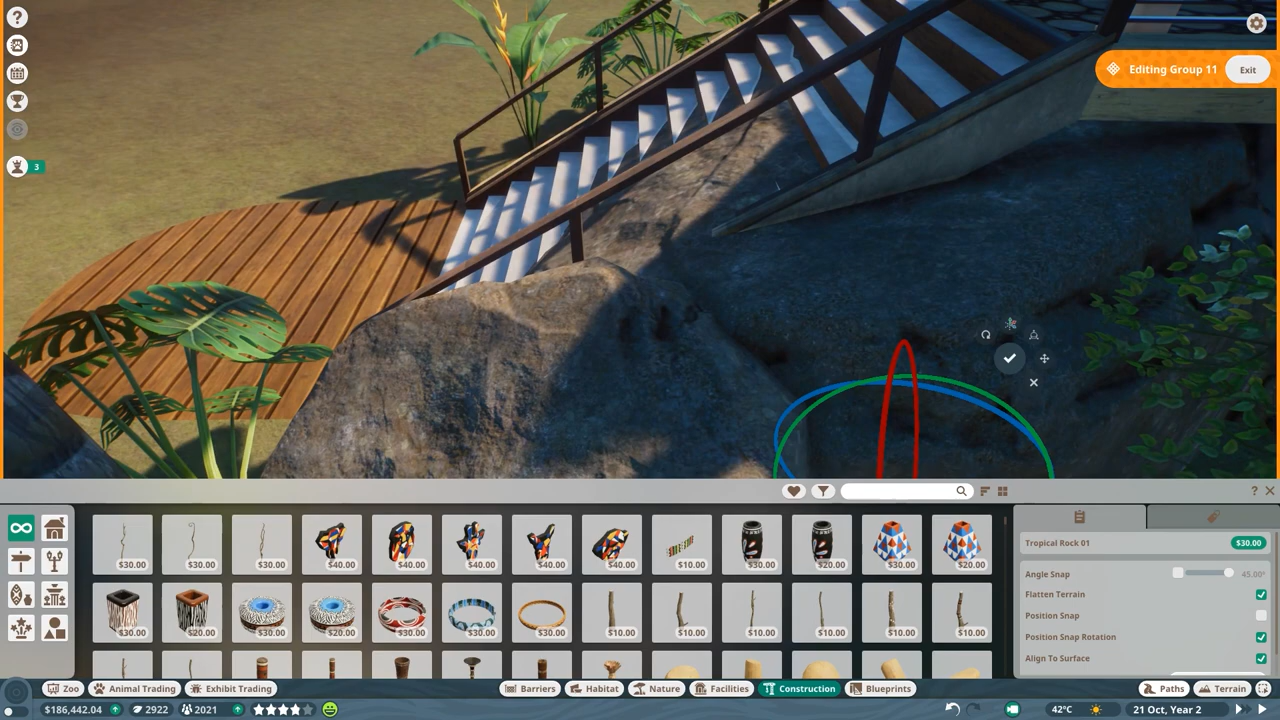 ?
Editing Group 11
Exit
3
?
$30.00 $30.00 $30.00 $40.00 $40.00 $40.00 $40.00 $40.00 $10.00 $30.00 $20.00 $30.00 $20.00
$30.00 $20.00 $30.00 $20.00 $30.00 $30.00 $30.00 $10.00 $10.00 $10.00 $10.00 $10.00 $10.00
Tropical Rock 01
$30.00
Angle Snap
45.00°
Flatten Terrain
Position Snap
Position Snap Rotation
Align To Surface
Zoo Animal Trading Exhibit Trading Barriers Habitat Nature Facilities Construction Blueprints Paths Terrain
$186,442.04 2922 2021 42°C 21 Oct, Year 2